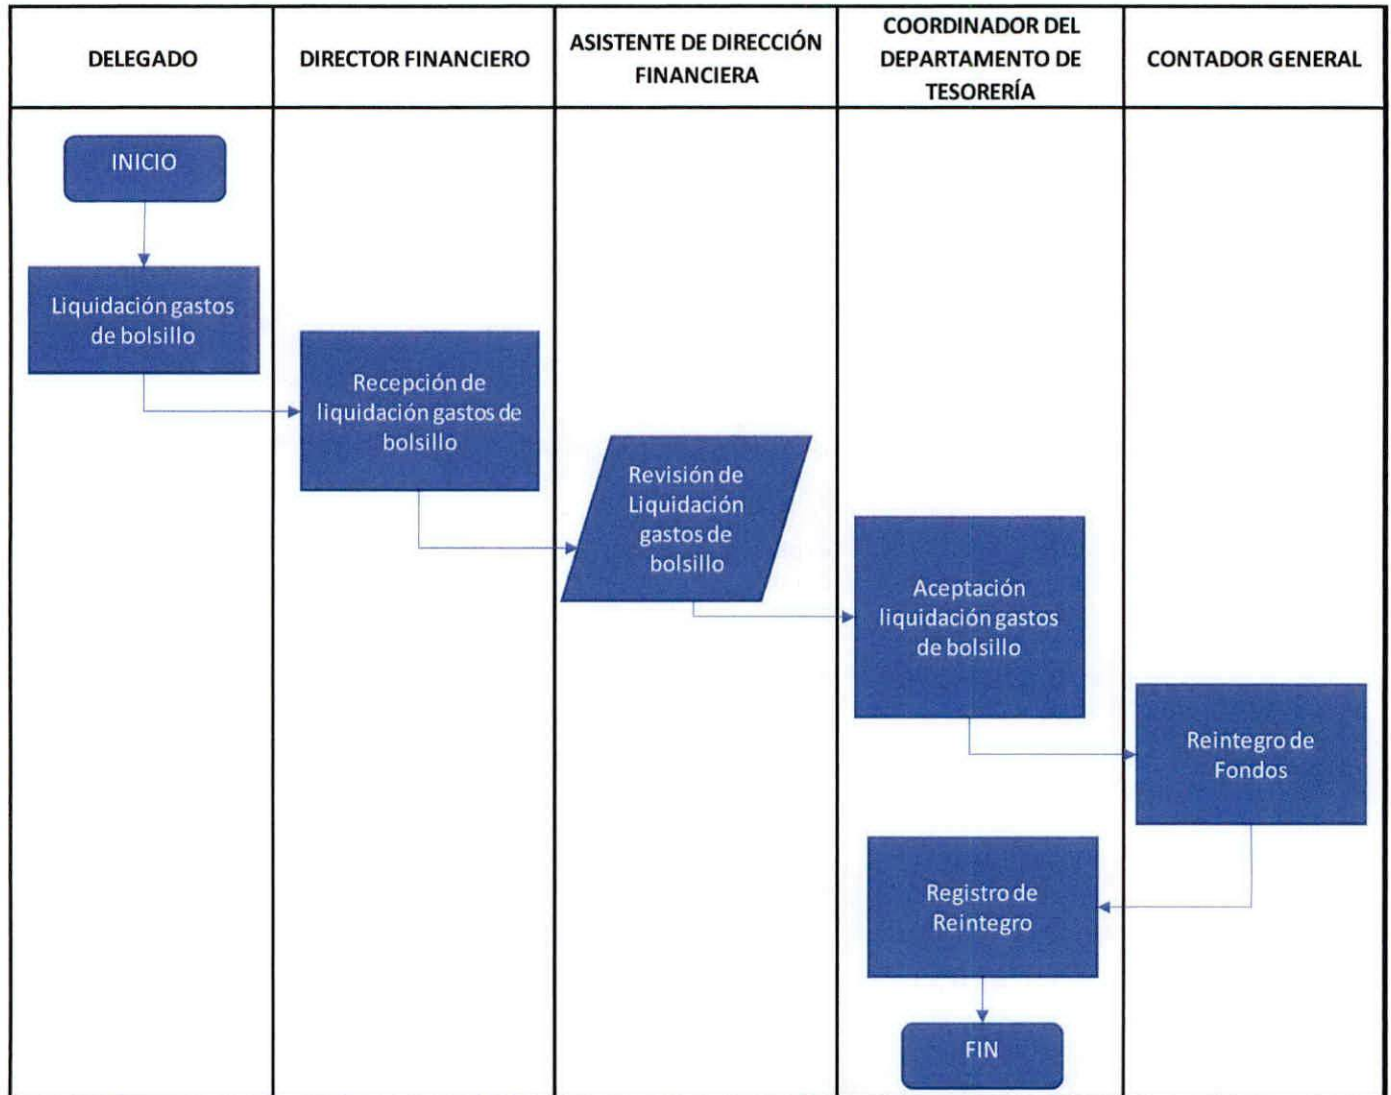 DELEGADO
DIRECTOR FINANCIERO
ASISTENTE DE DIRECCIÓN
FINANCIERA
COORDINADOR DEL
DEPARTAMENTO DE
TESORERÍA
CONTADOR GENERAL
INICIO
Liquidación gastos
de bolsillo
Recepción de
liquidación gastos de
bolsillo
Revisión de
Liquidación
gastos de
bolsillo
Aceptación
liquidación gastos
de bolsillo
Reintegro de
Fondos
Registro de
Reintegro
FIN